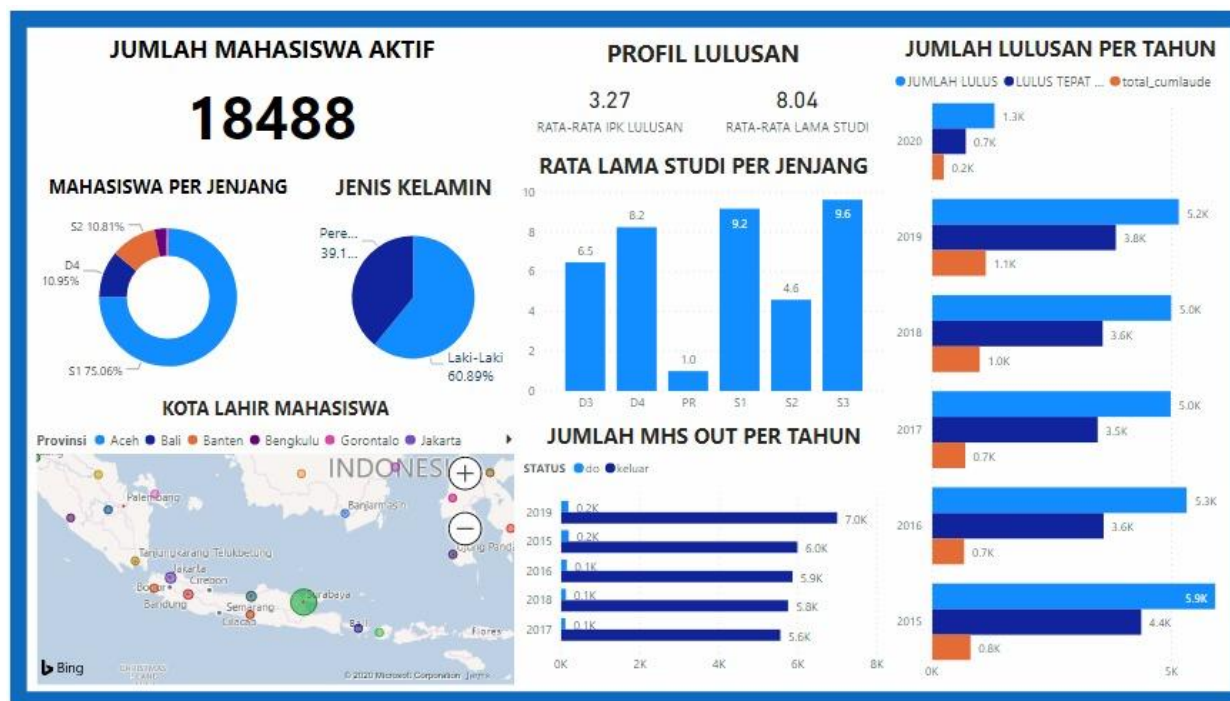 JUMLAH MAHASISWA AKTIF
18488
MAHASISWA PER JENJANG
S2 10.81%
D4
10.95%
S1 75.06%
JENIS KELAMIN
Pere...
39.1...
Laki-Laki
60.89%
KOTA LAHIR MAHASISWA
Provinsi Aceh Bali Banten Bengkulu Gorontalo Jakarta
INDONESI
Palembang
Banjarmasin
Tanjungkarang-Telukbetung
Jakarta
Bogor
Cirebon
Bandung
Semarang
Cilacap
Surabaya
Bali
Flores
Bing
© 2020 Microsoft Corporation
PROFIL LULUSAN
3.27
RATA-RATA IPK LULUSAN
8.04
RATA-RATA LAMA STUDI
RATA LAMA STUDI PER JENJANG
10
8
6
4
2
0
6.5
8.2
1.0
9.2
4.6
9.6
D3 D4 PR S1 S2 S3
JUMLAH MHS OUT PER TAHUN
STATUS do keluar
2019 0.2K 7.0K
2015 0.2K 6.0K
2016 0.1K 5.9K
2018 0.1K 5.8K
2017 0.1K 5.6K
0K 2K 4K 6K 8K
JUMLAH LULUSAN PER TAHUN
JUMLAH LULUS LULUS TEPAT ... total_cumlaude
2020
1.3K
0.7K
0.2K
2019
5.2K
3.8K
1.1K
2018
5.0K
3.6K
1.0K
2017
5.0K
3.5K
0.7K
2016
5.3K
3.6K
0.7K
2015
5.9K
4.4K
0.8K
0K 5K